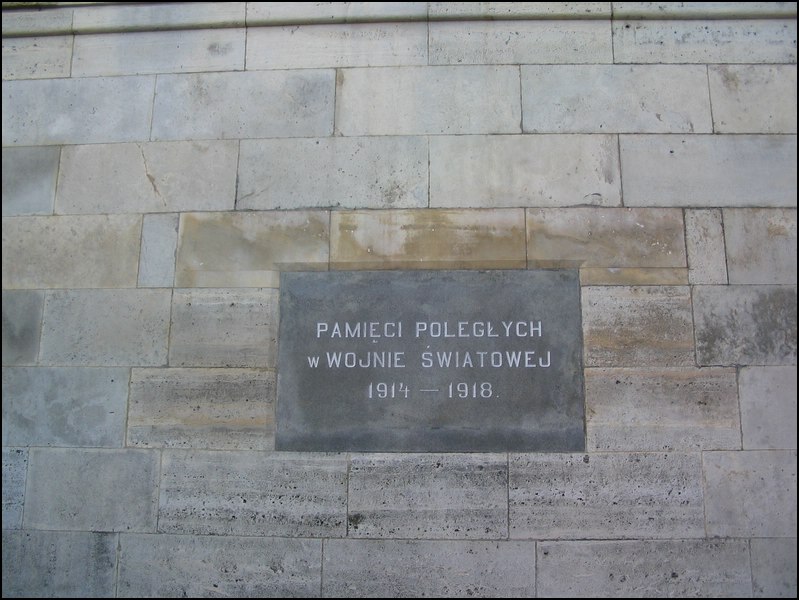 PAMIĘCI POLEGŁYCH
w WOJNIE ŚWIATOWEJ
1914 — 1918.